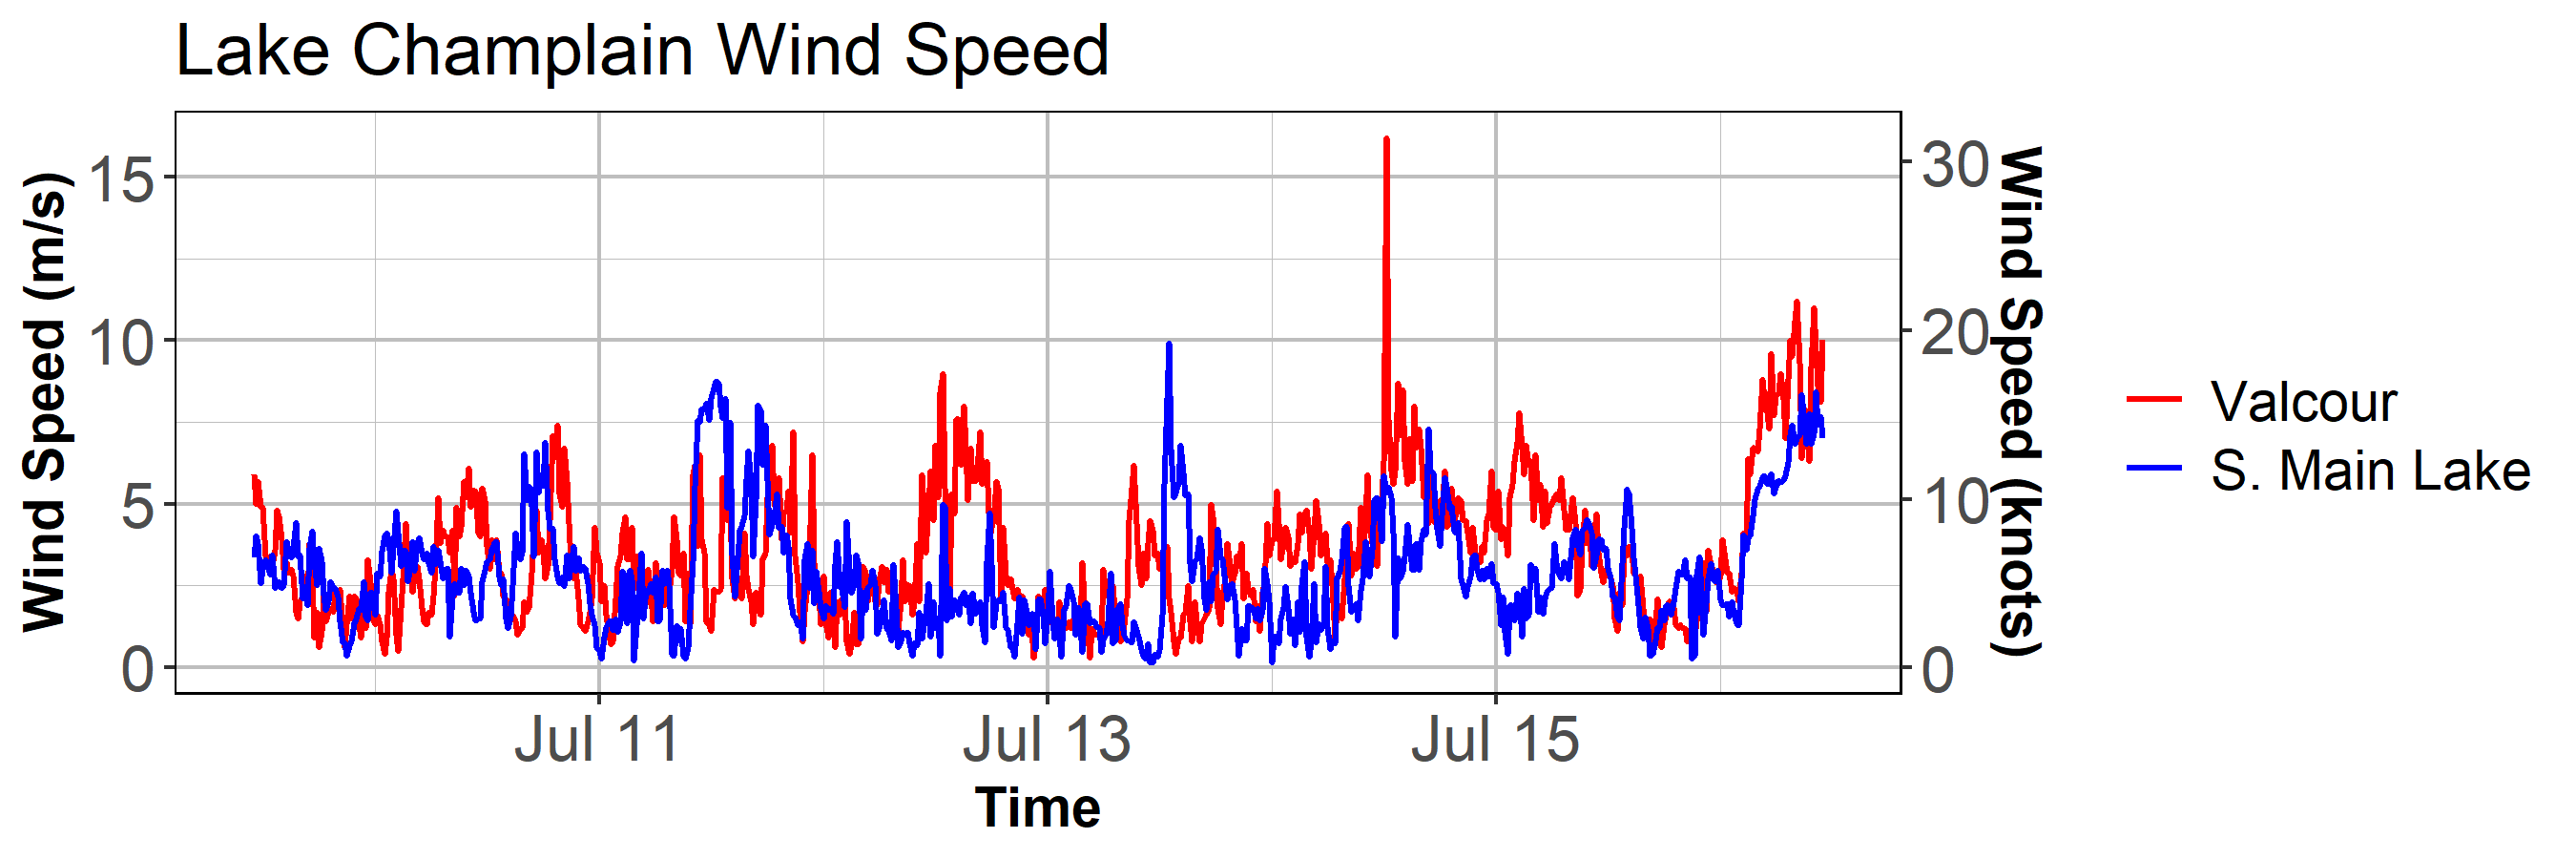 Lake Champlain Wind Speed
Wind Speed (m/s)
15
10
5
0
30
20
10
0
Wind Speed (knots)
Jul 11
Jul 13
Jul 15
Time
Valcour
S. Main Lake